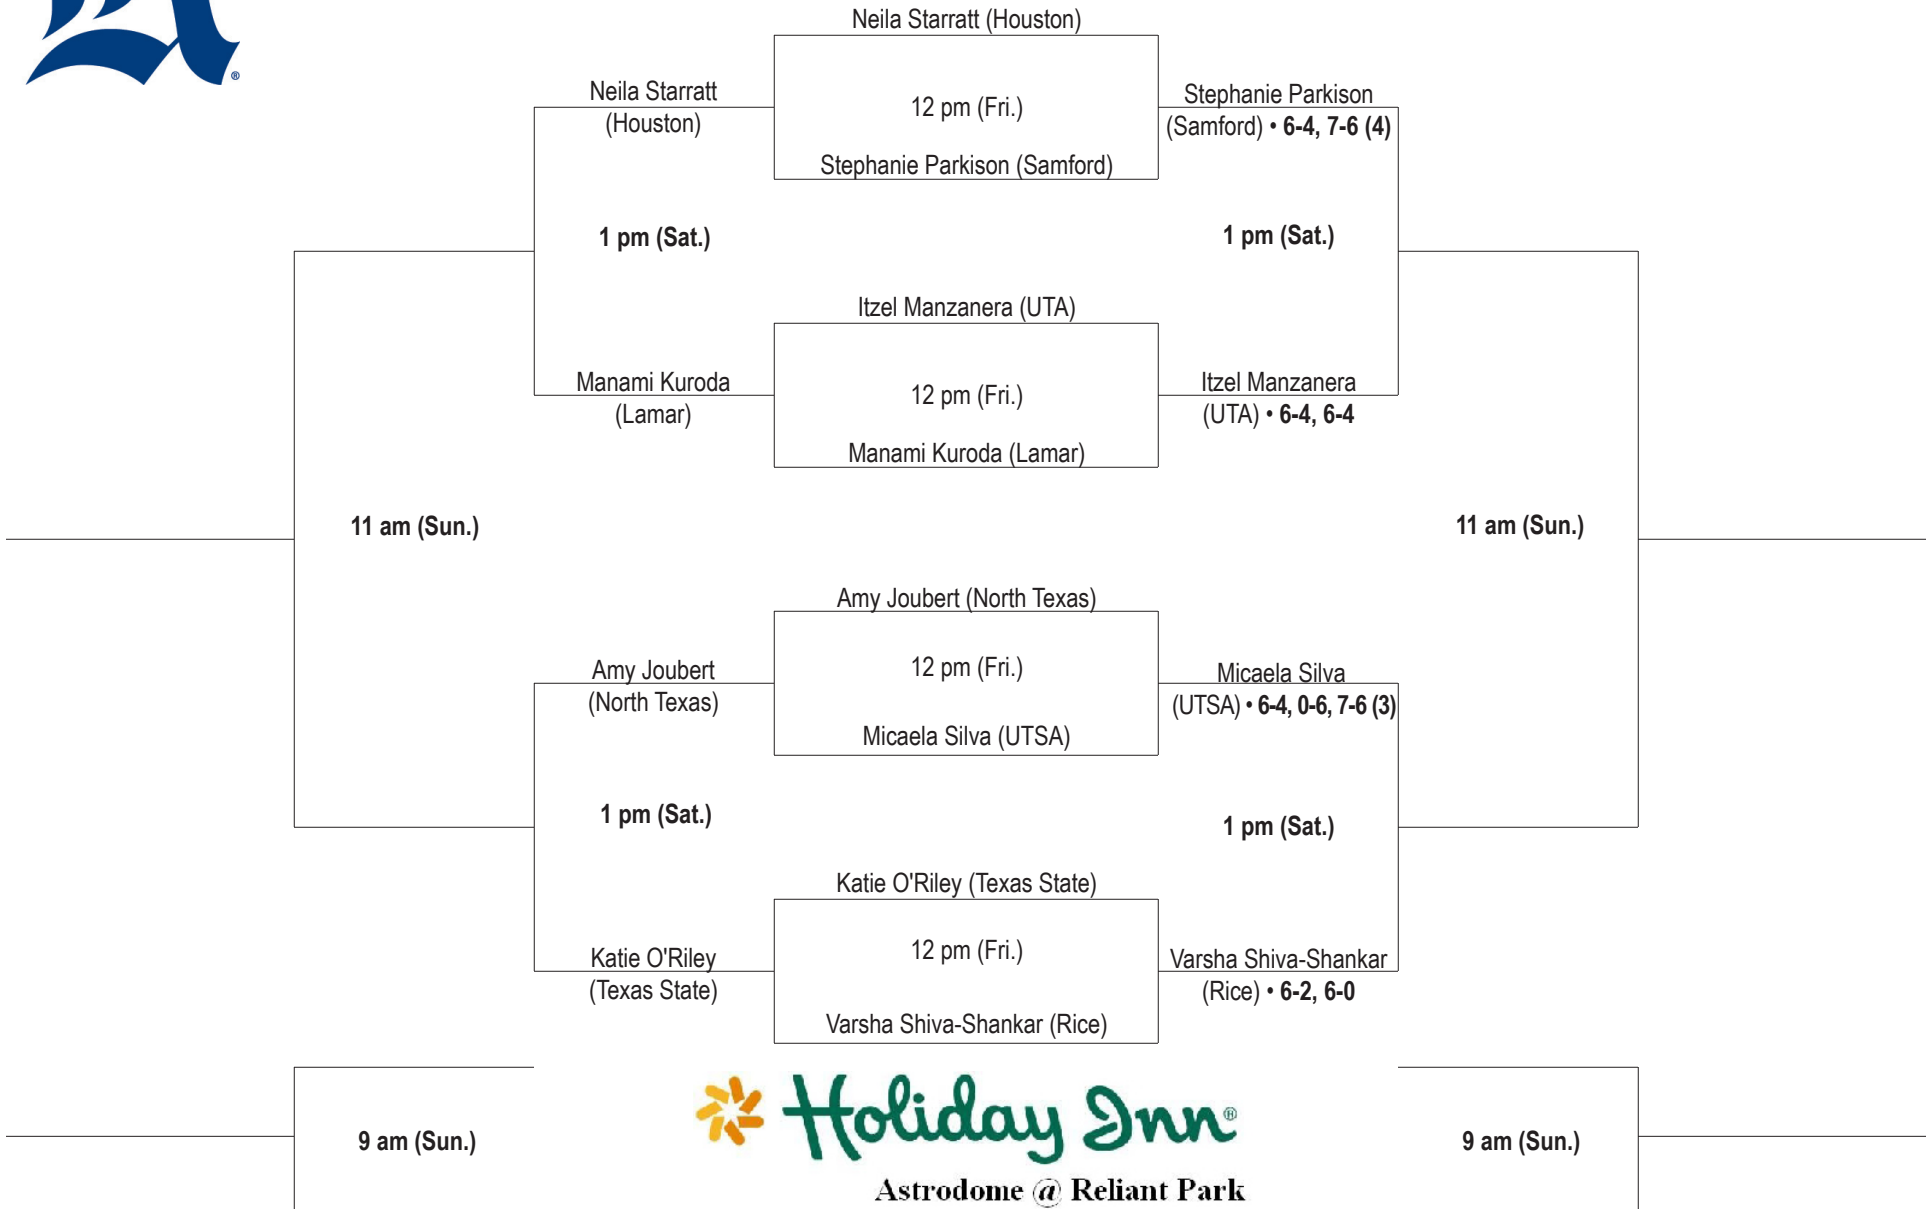 ®
Neila Starratt (Houston)
Neila Starratt
(Houston)
12 pm (Fri.)
Stephanie Parkison
(Samford) • 6-4, 7-6 (4)
Stephanie Parkison (Samford)
1 pm (Sat.)
1 pm (Sat.)
Itzel Manzanera (UTA)
Manami Kuroda
(Lamar)
12 pm (Fri.)
Itzel Manzanera
(UTA) • 6-4, 6-4
Manami Kuroda (Lamar)
11 am (Sun.)
11 am (Sun.)
Amy Joubert (North Texas)
Amy Joubert
(North Texas)
12 pm (Fri.)
Micaela Silva
(UTSA) • 6-4, 0-6, 7-6 (3)
Micaela Silva (UTSA)
1 pm (Sat.)
1 pm (Sat.)
Katie O'Riley (Texas State)
Katie O'Riley
(Texas State)
12 pm (Fri.)
Varsha Shiva-Shankar
(Rice) • 6-2, 6-0
Varsha Shiva-Shankar (Rice)
9 am (Sun.)
Holiday Inn®
9 am (Sun.)
Astrodome @ Reliant Park